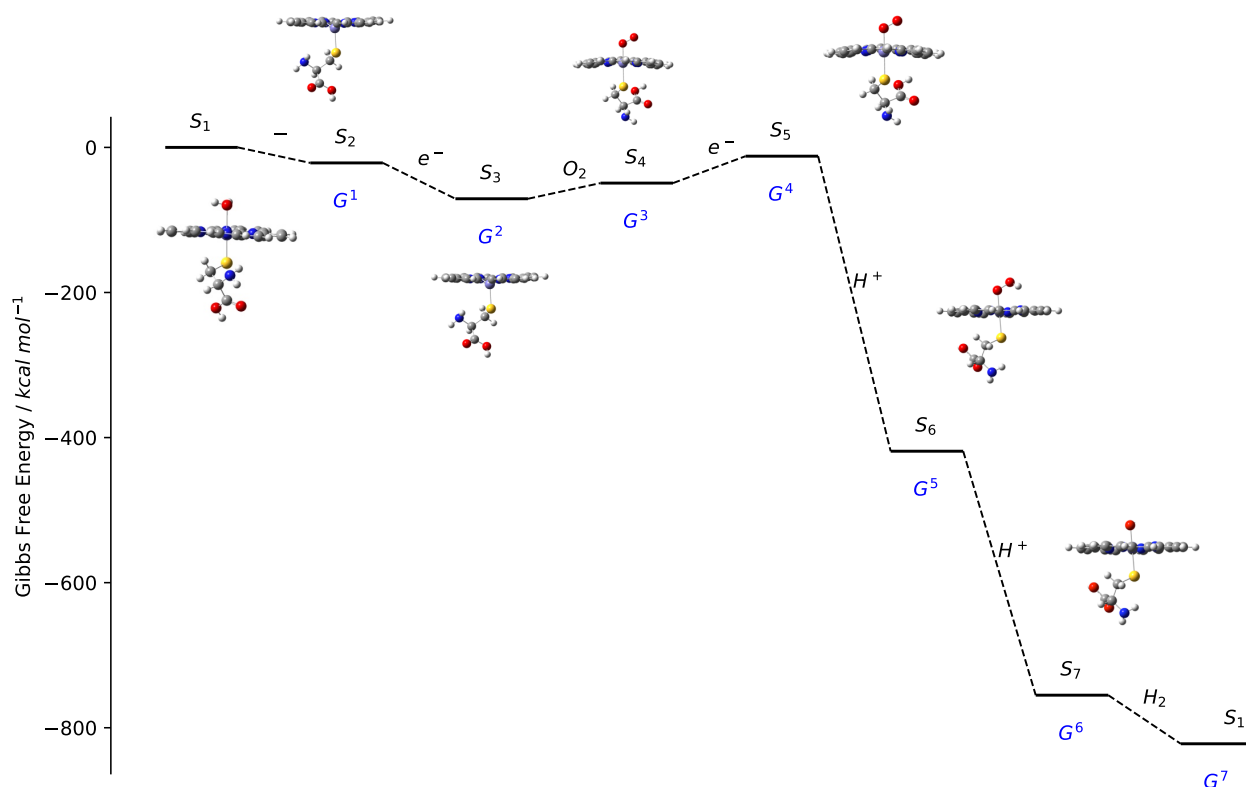 S₁
−
S₂
G¹
e⁻
S₃
G²
O₂
S₄
G³
e⁻
S₅
G⁴
H⁺
S₆
G⁵
H⁺
S₇
G⁶
H₂
S₁
G⁷
0
−200
−400
−600
−800
Gibbs Free Energy / kcal mol⁻¹